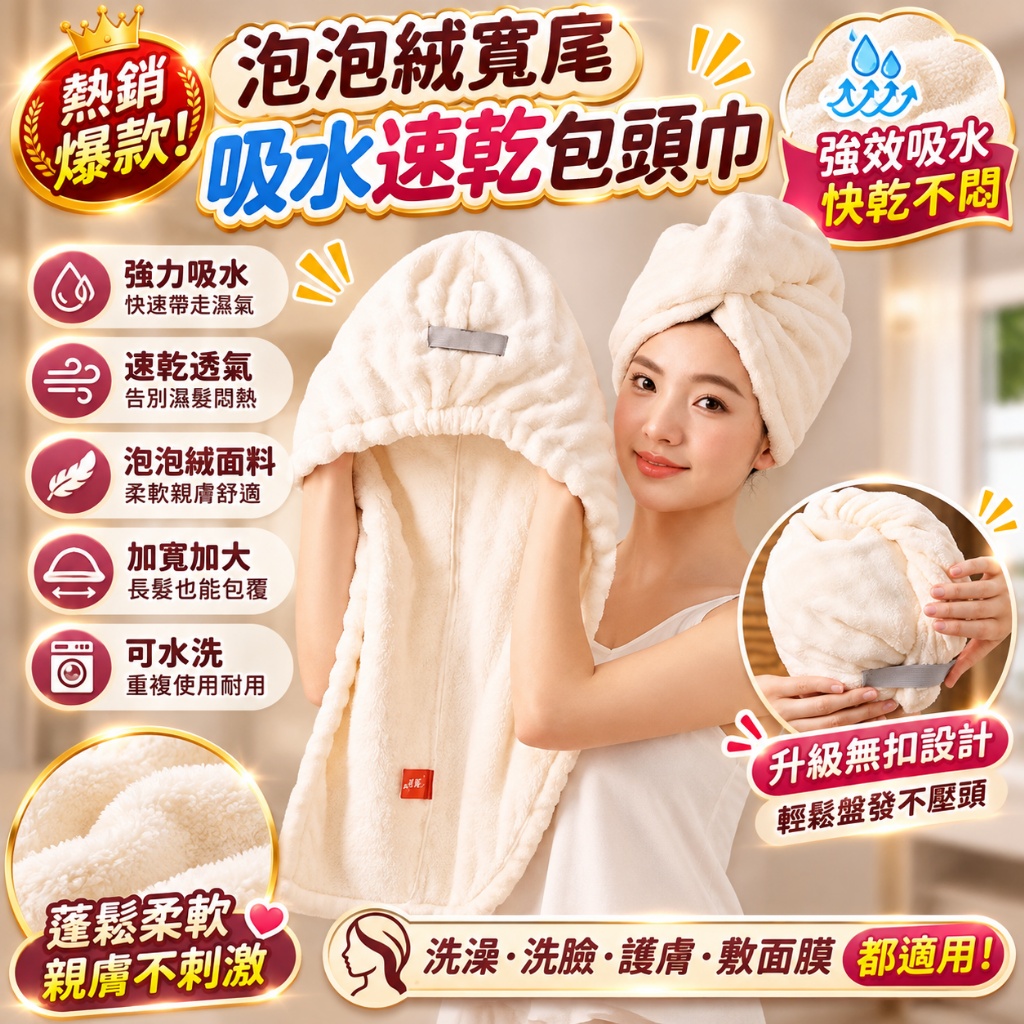 熱銷
爆款!
泡泡絨寬尾
吸水速乾包頭巾
強效吸水
快乾不悶
強力吸水
快速帶走濕氣
速乾透氣
告別濕髮悶熱
泡泡絨面料
柔軟親膚舒適
加寬加大
長髮也能包覆
可水洗
重複使用耐用
升級無扣設計
輕鬆盤發不壓頭
蓬鬆柔軟
親膚不刺激
洗澡·洗臉·護膚·敷面膜 都適用!